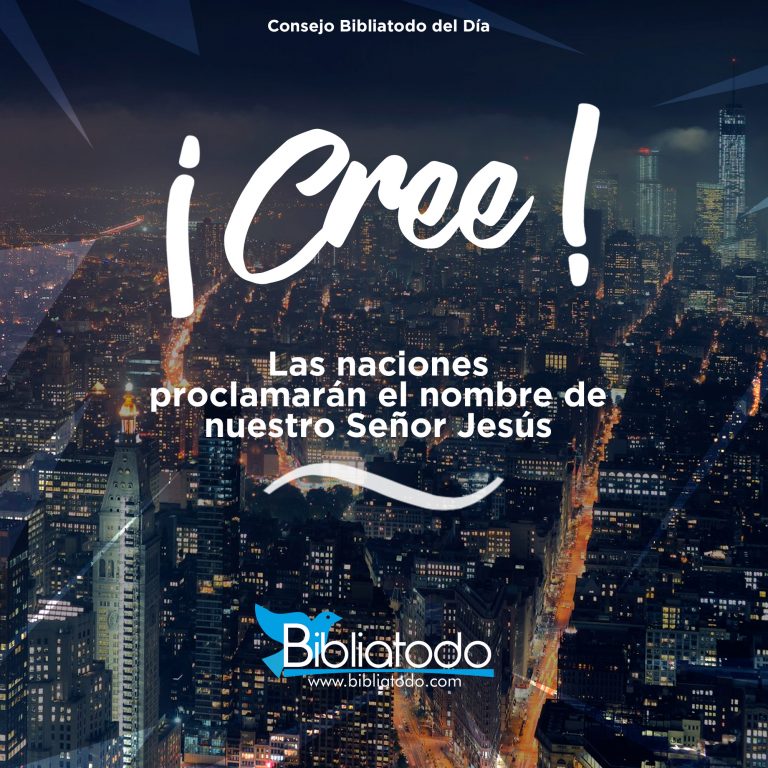 Consejo Bibliatodo del Día
¡Cree!
Las naciones
proclamarán el nombre de
nuestro Señor Jesús
Bibliatodo
www.bibliatodo.com